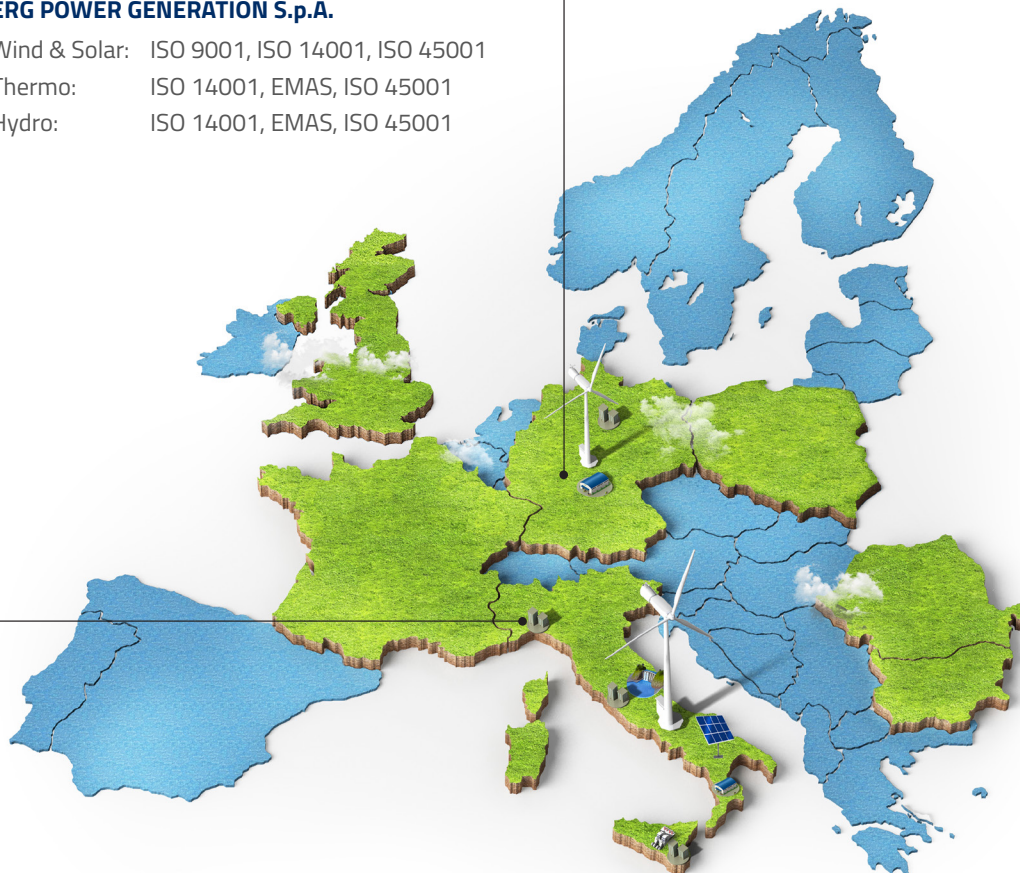 ERG POWER GENERATION S.p.A.
Wind & Solar: ISO 9001, ISO 14001, ISO 45001
Thermo: ISO 14001, EMAS, ISO 45001
Hydro: ISO 14001, EMAS, ISO 45001